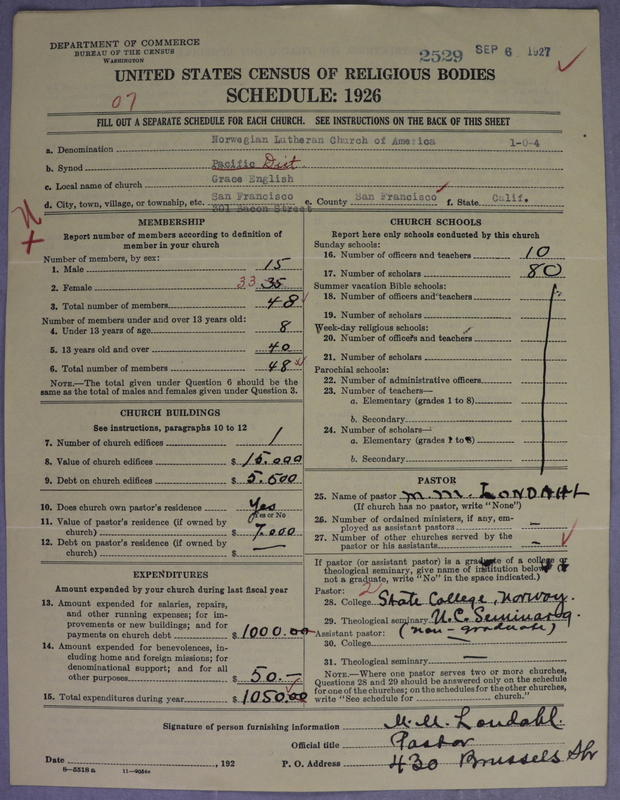 DEPARTMENT OF COMMERCE
BUREAU OF THE CENSUS
WASHINGTON
2529 SEP 6 1927
UNITED STATES CENSUS OF RELIGIOUS BODIES
SCHEDULE: 1926
07
FILL OUT A SEPARATE SCHEDULE FOR EACH CHURCH. SEE INSTRUCTIONS ON THE BACK OF THIS SHEET
a. Denomination Norwegian Lutheran Church of America 1-0-4
b. Synod Pacific Dist
c. Local name of church Grace English
d. City, town, village, or township, etc. San Francisco e. County San Francisco f. State Calif.
801 Bacon Street
MEMBERSHIP
Report number of members according to definition of member in your church
Number of members, by sex:
1. Male 15
2. Female 33 35
3. Total number of members 48
Number of members under and over 13 years old:
4. Under 13 years of age 8
5. 13 years old and over 40
6. Total number of members 48
NOTE.—The total given under Question 6 should be the same as the total of males and females given under Question 3.
CHURCH BUILDINGS
See instructions, paragraphs 10 to 12
7. Number of church edifices 1
8. Value of church edifices $ 15.000
9. Debt on church edifices $ 5.600
10. Does church own pastor's residence? Yes
Yes or No
11. Value of pastor's residence (if owned by church) $ 7.000
12. Debt on pastor's residence (if owned by church) $ —
EXPENDITURES
Amount expended by your church during last fiscal year
13. Amount expended for salaries, repairs, and other running expenses; for improvements or new buildings; and for payments on church debt $ 1000.00
14. Amount expended for benevolences, including home and foreign missions; for denominational support; and for all other purposes $ 50.—
15. Total expenditures during year $ 1050.00
CHURCH SCHOOLS
Report here only schools conducted by this church
Sunday schools:
16. Number of officers and teachers 10
17. Number of scholars 80
Summer vacation Bible schools:
18. Number of officers and teachers
19. Number of scholars
Week-day religious schools:
20. Number of officers and teachers
21. Number of scholars
Parochial schools:
22. Number of administrative officers
23. Number of teachers—
a. Elementary (grades 1 to 8)
b. Secondary
24. Number of scholars—
a. Elementary (grades 1 to 8)
b. Secondary
PASTOR
25. Name of pastor M. M. LONDAHL
(If church has no pastor, write "None")
26. Number of ordained ministers, if any, employed as assistant pastors —
27. Number of other churches served by the pastor or his assistants —
If pastor (or assistant pastor) is a graduate of a college or theological seminary, give name of institution below (if not a graduate, write "No" in the space indicated.)
Pastor: 2
28. College State College, Norway.
29. Theological seminary U.C. Seminary.
(non-graduate)
Assistant pastor:
30. College —
31. Theological seminary —
NOTE.—Where one pastor serves two or more churches, Questions 28 and 29 should be answered only on the schedule for one of the churches; on the schedules for the other churches, write "See schedule for church."
Signature of person furnishing information M. M. Londahl.
Official title Pastor
Date , 192 P. O. Address 430 Brussels Str
8-5518a